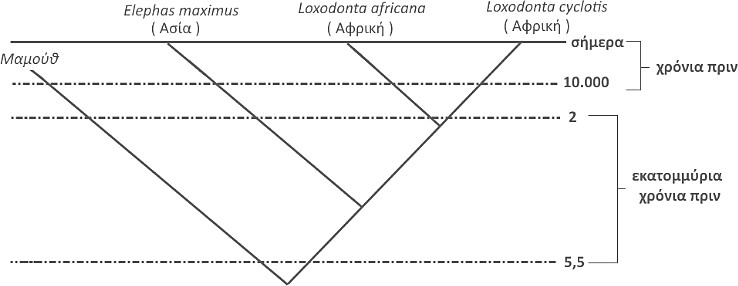 Elephas maximus
( Ασία )
Loxodonta africana
( Αφρική )
Loxodonta cyclotis
( Αφρική )
Μαμούθ
σήμερα
χρόνια πριν
10.000
2
εκατομμύρια
χρόνια πριν
5,5